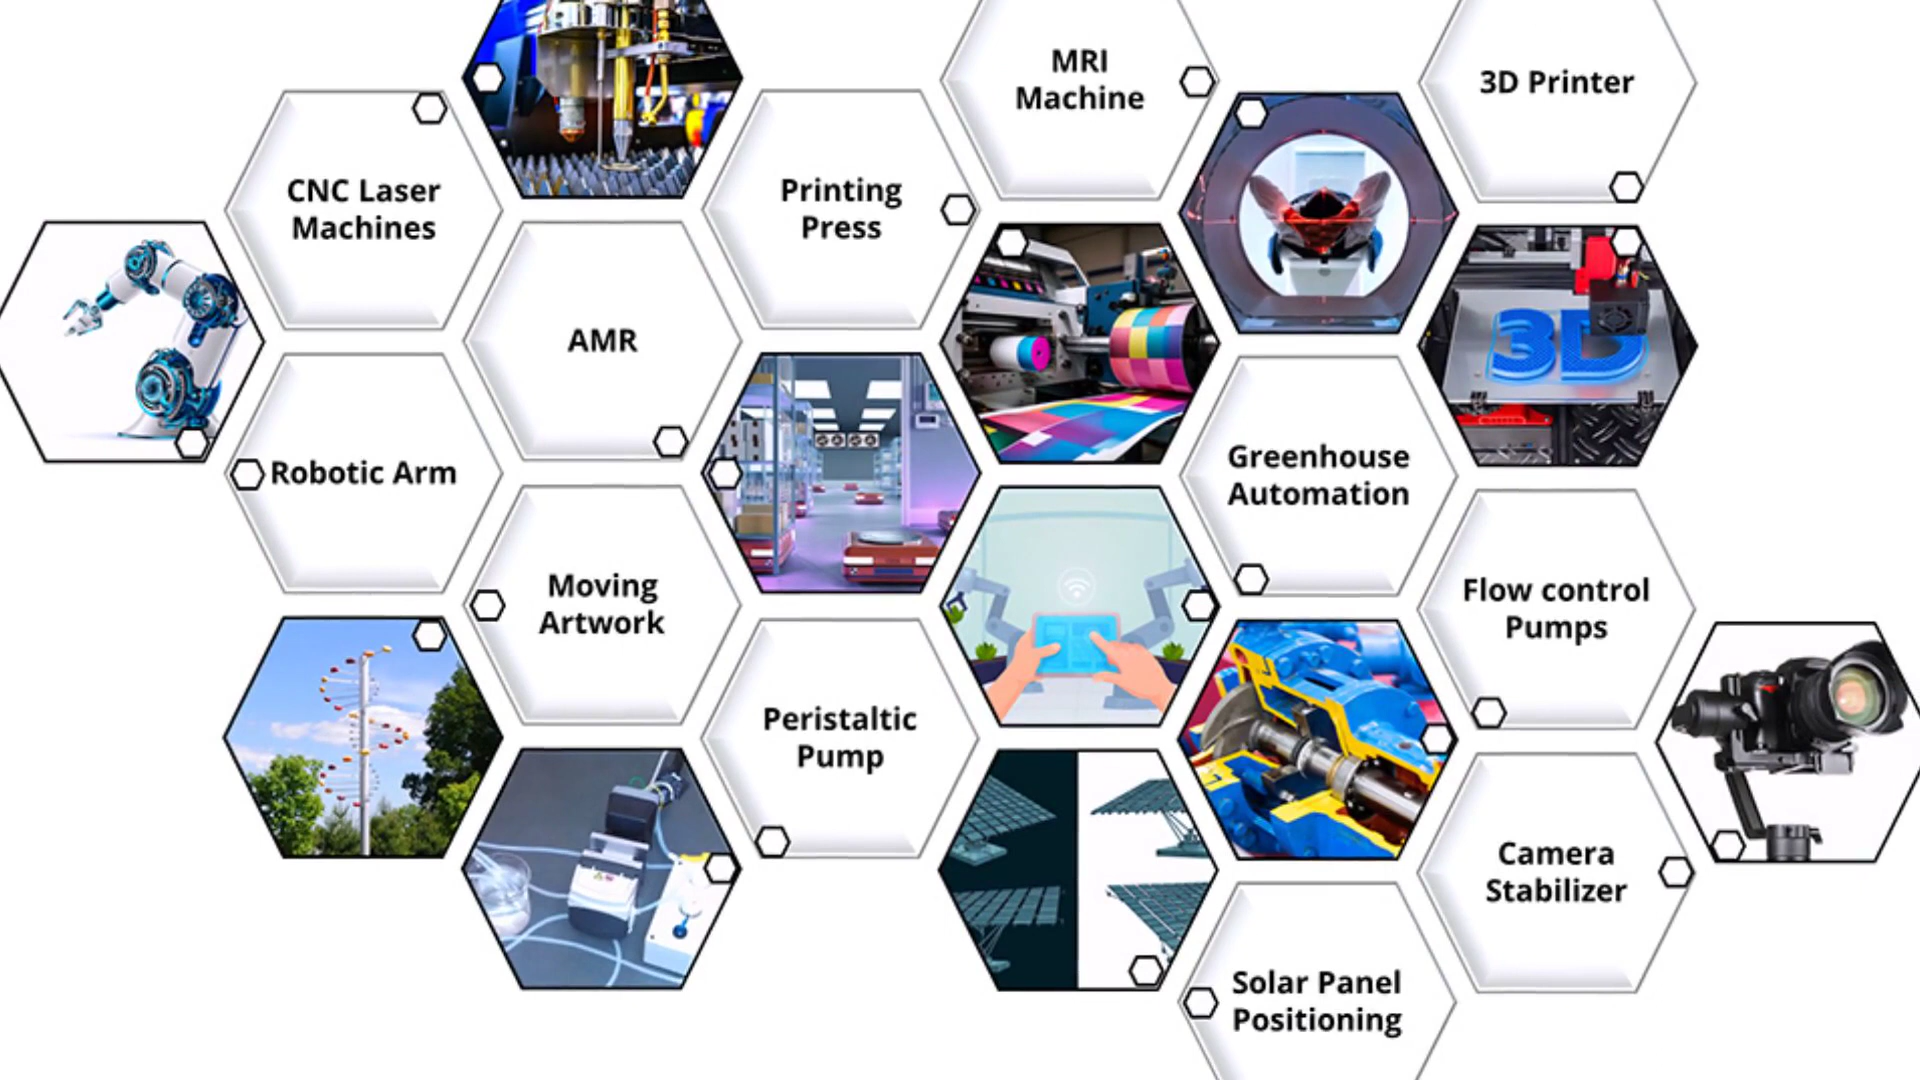 MRI
Machine
3D Printer
CNC Laser
Machines
Printing
Press
AMR
3D
Robotic Arm
Greenhouse
Automation
Moving
Artwork
Flow control
Pumps
Peristaltic
Pump
Camera
Stabilizer
Solar Panel
Positioning